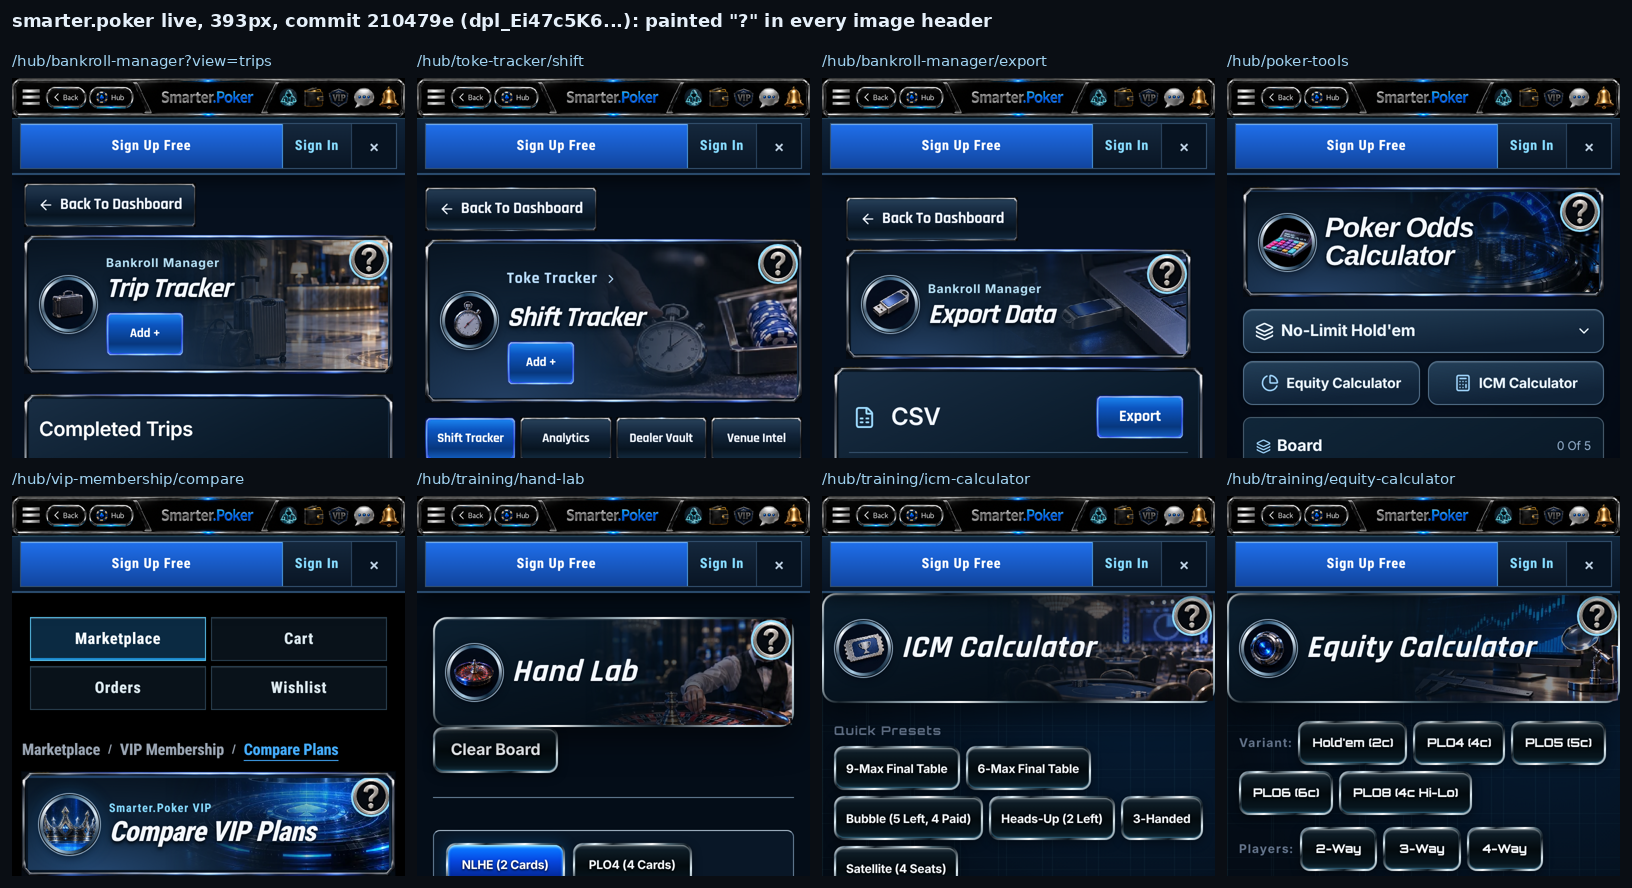 smarter.poker live, 393px, commit 210479e (dpl_Ei47c5K6...): painted "?" in every image header
/hub/bankroll-manager?view=trips
Back
Hub
Smarter.Poker
VIP
Sign Up Free
Sign In
×
← Back To Dashboard
?
Bankroll Manager
Trip Tracker
Add +
Completed Trips
/hub/toke-tracker/shift
Back
Hub
Smarter.Poker
VIP
Sign Up Free
Sign In
×
← Back To Dashboard
?
Toke Tracker >
Shift Tracker
Add +
Shift Tracker
Analytics
Dealer Vault
Venue Intel
/hub/bankroll-manager/export
Back
Hub
Smarter.Poker
VIP
Sign Up Free
Sign In
×
← Back To Dashboard
?
Bankroll Manager
Export Data
CSV
Export
/hub/poker-tools
Back
Hub
Smarter.Poker
VIP
Sign Up Free
Sign In
×
?
Poker Odds
Calculator
No-Limit Hold'em
Equity Calculator
ICM Calculator
Board
0 Of 5
/hub/vip-membership/compare
Back
Hub
Smarter.Poker
VIP
Sign Up Free
Sign In
×
Marketplace
Cart
Orders
Wishlist
Marketplace / VIP Membership / Compare Plans
?
Smarter.Poker VIP
Compare VIP Plans
/hub/training/hand-lab
Back
Hub
Smarter.Poker
VIP
Sign Up Free
Sign In
×
?
Hand Lab
Clear Board
NLHE (2 Cards)
PLO4 (4 Cards)
/hub/training/icm-calculator
Back
Hub
Smarter.Poker
VIP
Sign Up Free
Sign In
×
?
ICM Calculator
Quick Presets
9-Max Final Table
6-Max Final Table
Bubble (5 Left, 4 Paid)
Heads-Up (2 Left)
3-Handed
Satellite (4 Seats)
/hub/training/equity-calculator
Back
Hub
Smarter.Poker
VIP
Sign Up Free
Sign In
×
?
Equity Calculator
Variant:
Hold'em (2c)
PLO4 (4c)
PLO5 (5c)
PLO6 (6c)
PLO8 (4c Hi-Lo)
Players:
2-Way
3-Way
4-Way